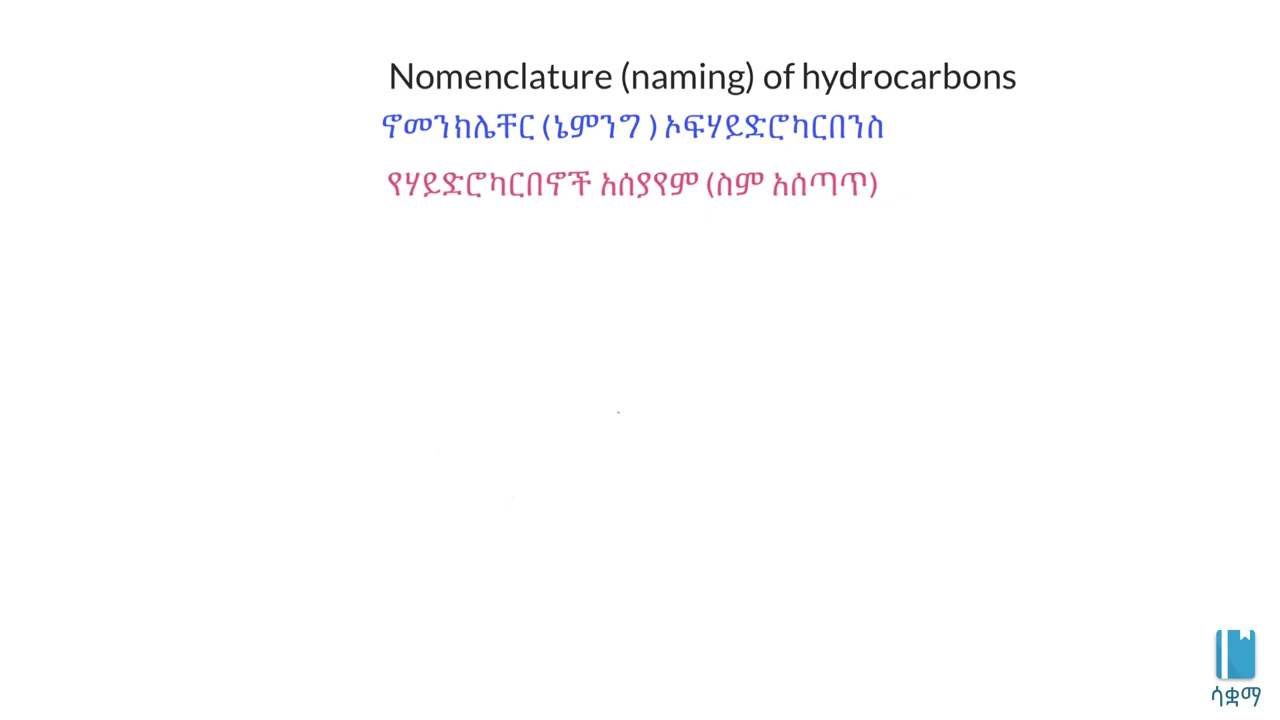 Nomenclature (naming) of hydrocarbons
ኖመንክሌቸር (ኔምንግ ) ኦፍሃይድሮካርበንስ
የሃይድሮካርበኖች አሰያየም (ስም አሰጣጥ)
ሳቋማ